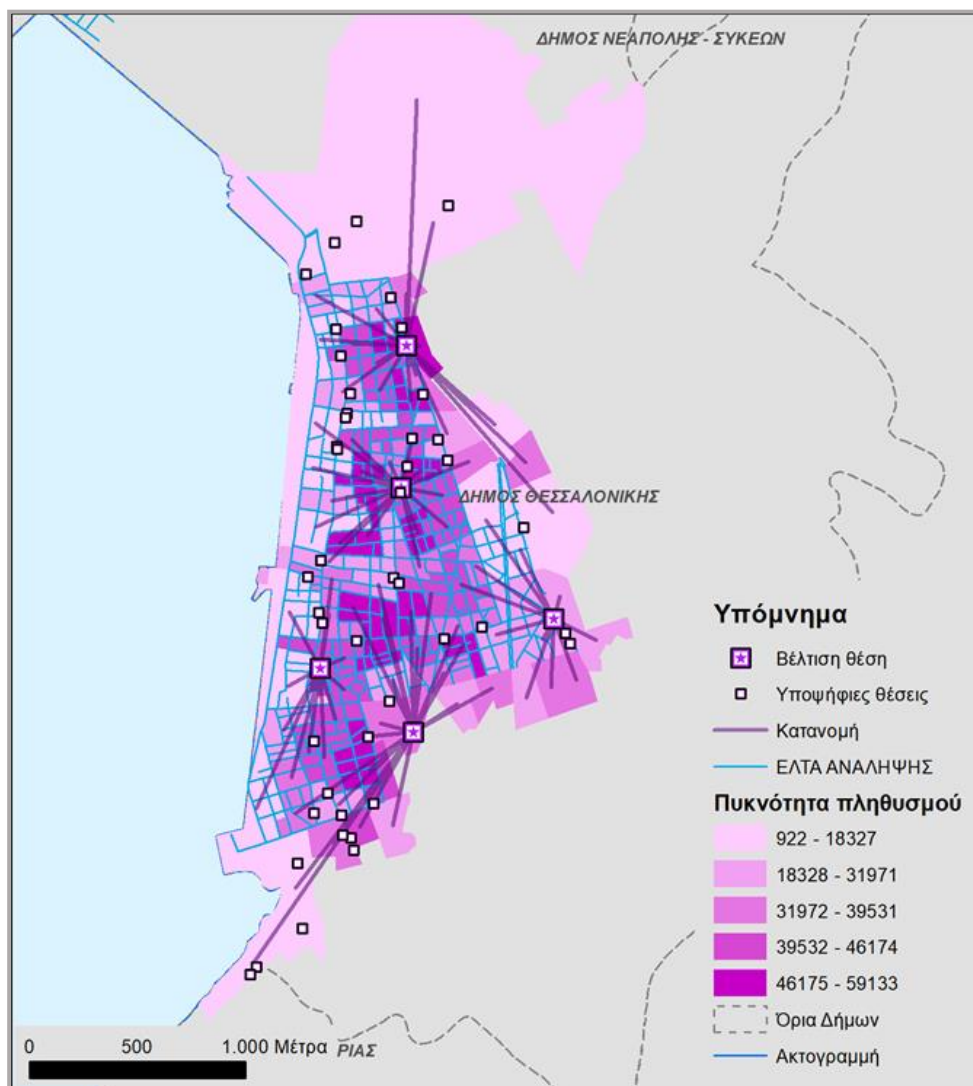 ΔΗΜΟΣ ΝΕΑΠΟΛΗΣ - ΣΥΚΕΩΝ
ΔΗΜΟΣ ΘΕΣΣΑΛΟΝΙΚΗΣ
Υπόμνημα
Βέλτιση θέση
Υποψήφιες θέσεις
Κατανομή
ΕΛΤΑ ΑΝΑΛΗΨΗΣ
Πυκνότητα πληθυσμού
922 - 18327
18328 - 31971
31972 - 39531
39532 - 46174
46175 - 59133
Όρια Δήμων
Ακτογραμμή
0 500 1.000 Μέτρα
ΡΙΑΣ